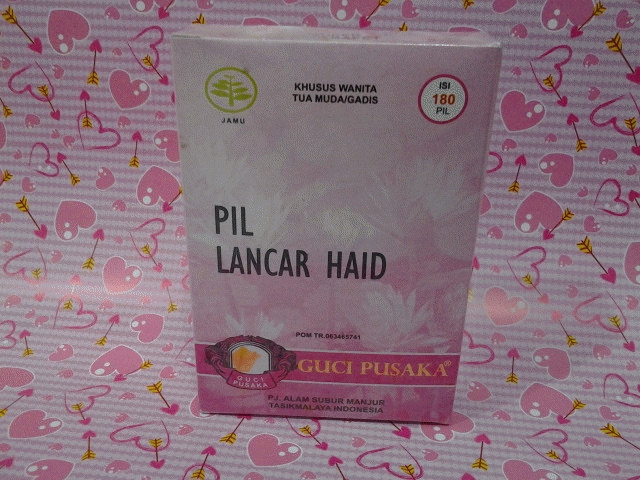 KHUSUS WANITA
TUA MUDA/GADIS
ISI
180
PIL
JAMU
PIL
LANCAR HAID
POM TR.063465741
GUCI
PUSAKA
GUCI PUSAKA®
P.J. ALAM SUBUR MANJUR
TASIKMALAYA INDONESIA